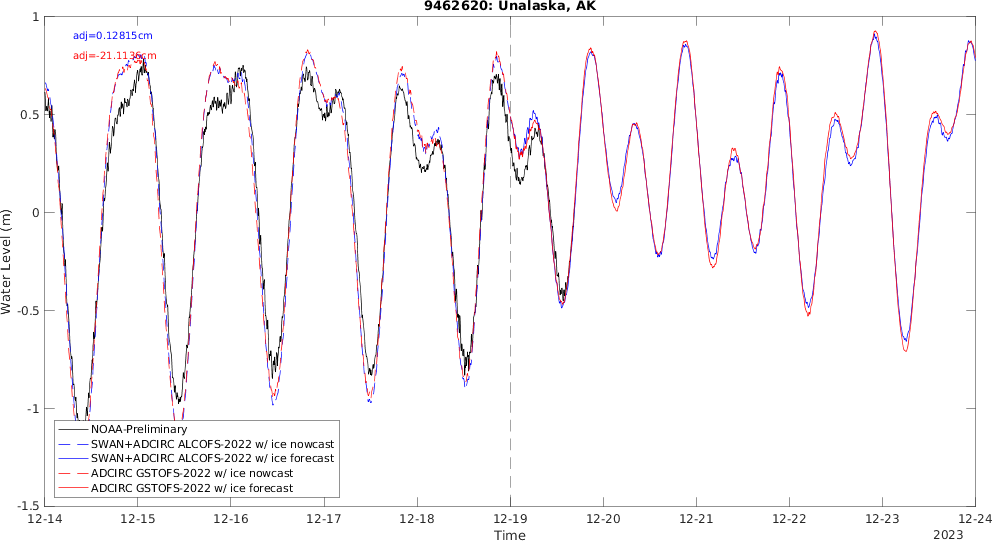 9462620: Unalaska, AK
adj=0.12815cm
adj=-21.1136cm
Water Level (m)
1
0.5
0
-0.5
-1
-1.5
NOAA-Preliminary
SWAN+ADCIRC ALCOFS-2022 w/ ice nowcast
SWAN+ADCIRC ALCOFS-2022 w/ ice forecast
ADCIRC GSTOFS-2022 w/ ice nowcast
ADCIRC GSTOFS-2022 w/ ice forecast
12-14 12-15 12-16 12-17 12-18 12-19 12-20 12-21 12-22 12-23 12-24
Time
2023